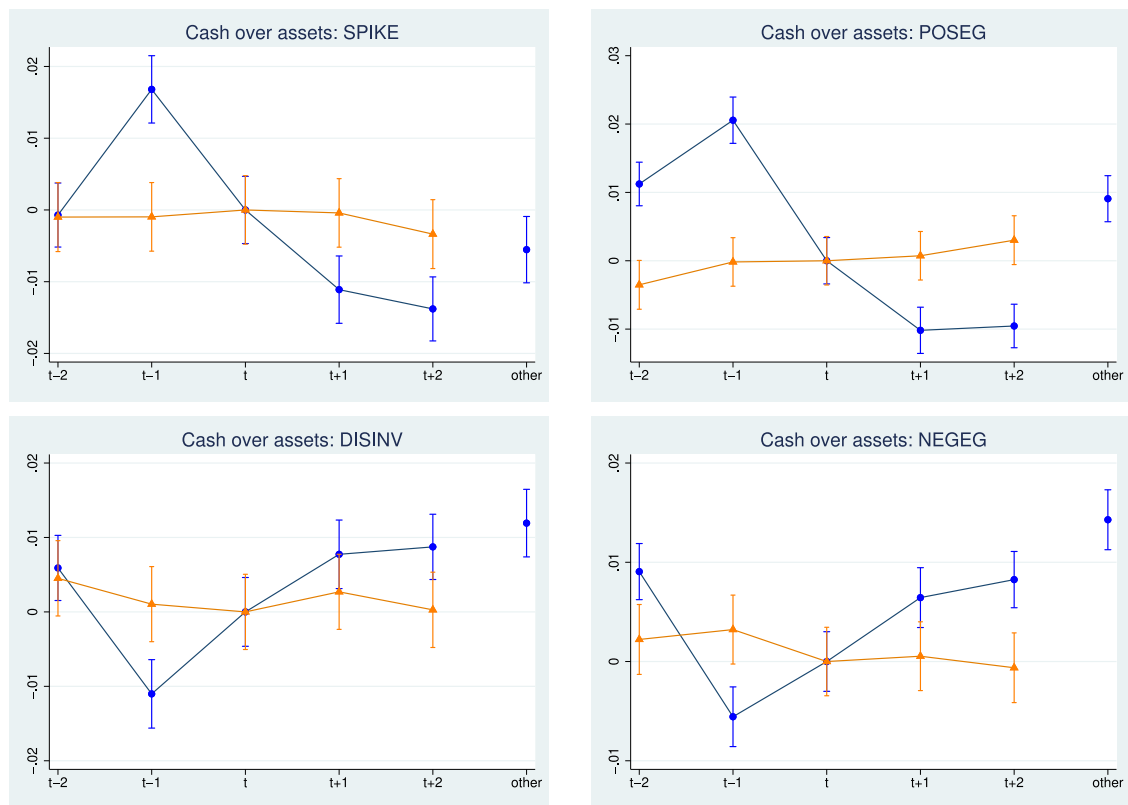 Cash over assets: SPIKE
.02
.01
0
−.01
−.02
t−2 t−1 t t+1 t+2 other
Cash over assets: POSEG
.03
.02
.01
0
−.01
t−2 t−1 t t+1 t+2 other
Cash over assets: DISINV
.02
.01
0
−.01
−.02
t−2 t−1 t t+1 t+2 other
Cash over assets: NEGEG
.02
.01
0
−.01
t−2 t−1 t t+1 t+2 other